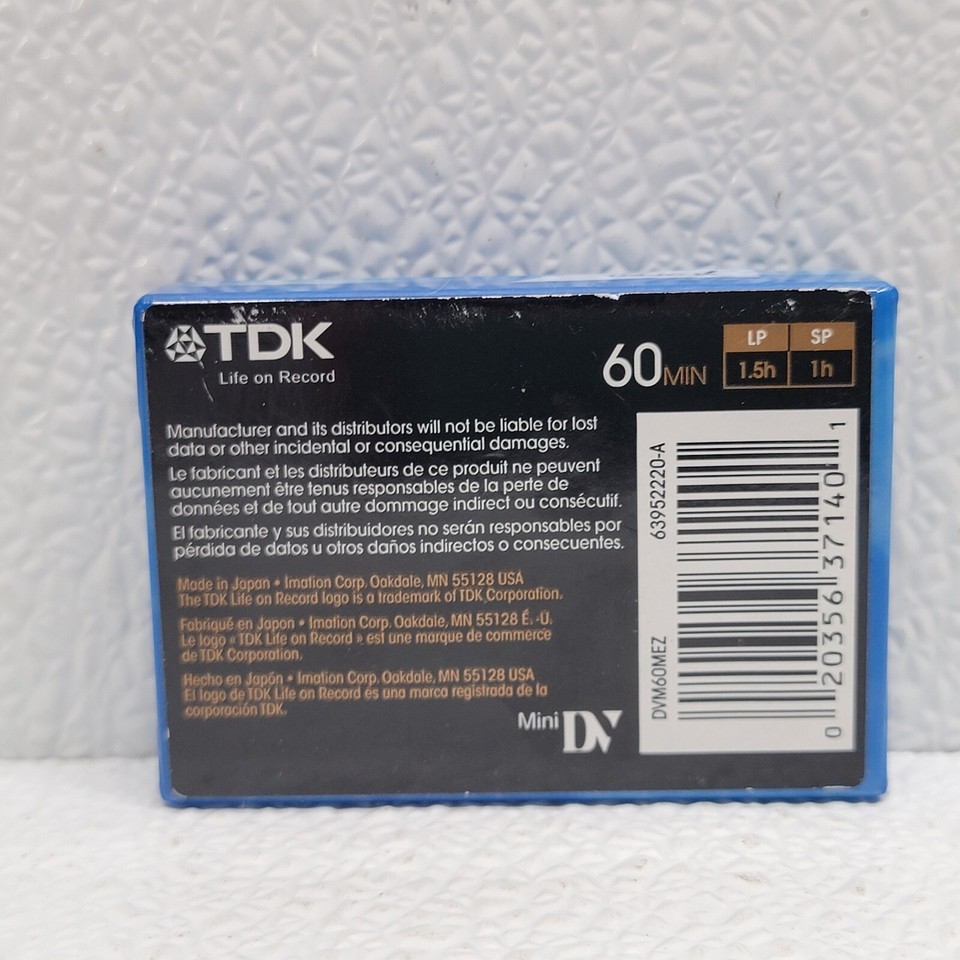 TDK
Life on Record
60MIN
LP SP
1.5h 1h
Manufacturer and its distributors will not be liable for lost
data or other incidental or consequential damages.
Le fabricant et les distributeurs de ce produit ne peuvent
aucunement être tenus responsables de la perte de
données et de tout autre dommage indirect ou consécutif.
El fabricante y sus distribuidores no serán responsables por
pérdida de datos u otros daños indirectos o consecuentes.
Made in Japan • Imation Corp. Oakdale, MN 55128 USA
The TDK Life on Record logo is a trademark of TDK Corporation.
Fabriqué en Japon • Imation Corp. Oakdale, MN 55128 É.-U.
Le logo « TDK Life on Record » est une marque de commerce
de TDK Corporation.
Hecho en Japón • Imation Corp. Oakdale, MN 55128 USA
El logo de TDK Life on Record es una marca registrada de la
corporación TDK.
Mini DV
DVM60MEZ 63952220-A
0 20356 37140 1